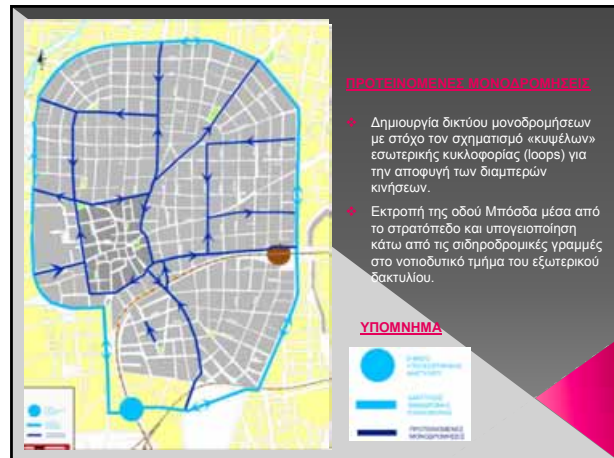 ΠΡΟΤΕΙΝΟΜΕΝΕΣ ΜΟΝΟΔΡΟΜΗΣΕΙΣ
Δημιουργία δικτύου μονοδρομήσεων
με στόχο τον σχηματισμό «κυψέλων»
εσωτερικής κυκλοφορίας (loops) για
την αποφυγή των διαμπερών
κινήσεων.
Εκτροπή της οδού Μπόσδα μέσα από
το στρατόπεδο και υπογειοποίηση
κάτω από τις σιδηροδρομικές γραμμές
στο νοτιοδυτικό τμήμα του εξωτερικού
δακτυλίου.
ΥΠΟΜΝΗΜΑ
ΠΡΟΤΕΙΝΟΜΕΝΕΣ
ΜΟΝΟΔΡΟΜΗΣΕΙΣ